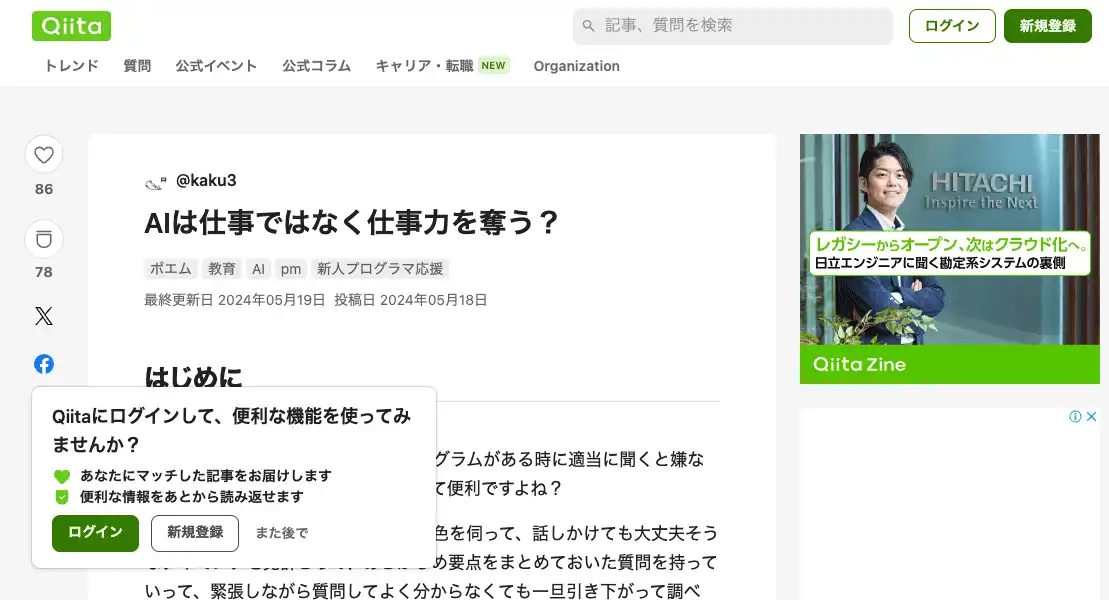 Qiita
記事、質問を検索
ログイン
新規登録
トレンド 質問 公式イベント 公式コラム キャリア・転職 NEW Organization
86
78
@kaku3
AIは仕事ではなく仕事力を奪う？
ポエム 教育 AI pm 新人プログラマ応援
最終更新日 2024年05月19日 投稿日 2024年05月18日
はじめに
グラムがある時に適当に聞くと嫌な
て便利ですよね？
色を伺って、話しかけても大丈夫そう
め要点をまとめておいた質問を持って
いって、緊張しながら質問してよく分からなくても一旦引き下がって調べ
Qiitaにログインして、便利な機能を使ってみ
ませんか？
あなたにマッチした記事をお届けします
便利な情報をあとから読み返せます
ログイン
新規登録
また後で
HITACHI
Inspire the Next
レガシーからオープン、次はクラウド化へ。
日立エンジニアに聞く勘定系システムの裏側
Qiita Zine